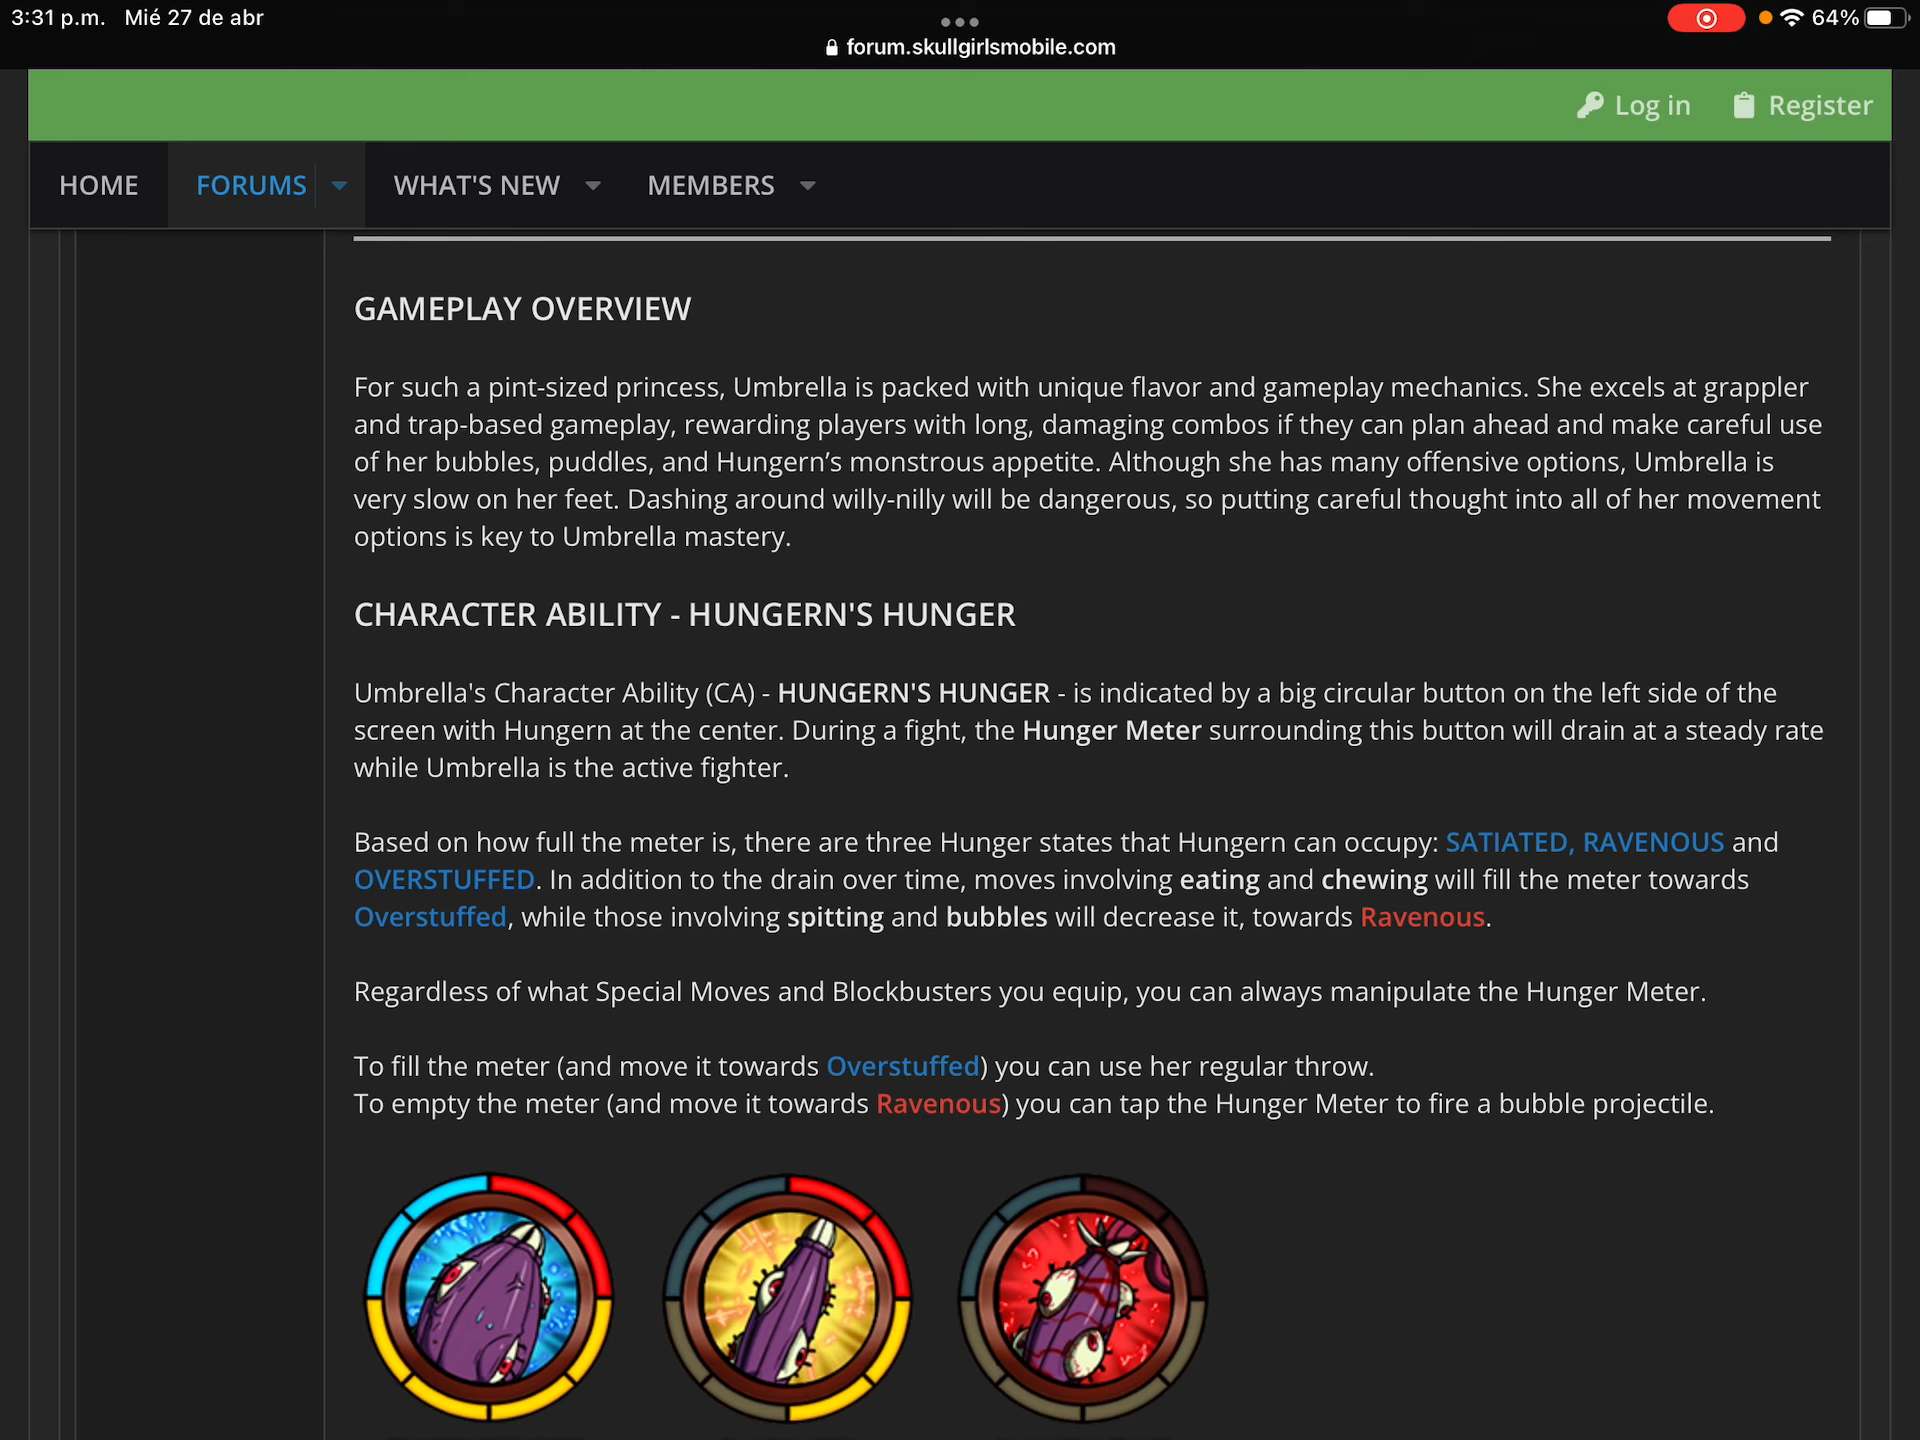 3:31 p.m. Mié 27 de abr
64%
forum.skullgirlsmobile.com
Log in Register
HOME FORUMS WHAT'S NEW MEMBERS
GAMEPLAY OVERVIEW
For such a pint-sized princess, Umbrella is packed with unique flavor and gameplay mechanics. She excels at grappler
and trap-based gameplay, rewarding players with long, damaging combos if they can plan ahead and make careful use
of her bubbles, puddles, and Hungern’s monstrous appetite. Although she has many offensive options, Umbrella is
very slow on her feet. Dashing around willy-nilly will be dangerous, so putting careful thought into all of her movement
options is key to Umbrella mastery.
CHARACTER ABILITY - HUNGERN'S HUNGER
Umbrella's Character Ability (CA) - HUNGERN'S HUNGER - is indicated by a big circular button on the left side of the
screen with Hungern at the center. During a fight, the Hunger Meter surrounding this button will drain at a steady rate
while Umbrella is the active fighter.
Based on how full the meter is, there are three Hunger states that Hungern can occupy: SATIATED, RAVENOUS and
OVERSTUFFED. In addition to the drain over time, moves involving eating and chewing will fill the meter towards
Overstuffed, while those involving spitting and bubbles will decrease it, towards Ravenous.
Regardless of what Special Moves and Blockbusters you equip, you can always manipulate the Hunger Meter.
To fill the meter (and move it towards Overstuffed) you can use her regular throw.
To empty the meter (and move it towards Ravenous) you can tap the Hunger Meter to fire a bubble projectile.